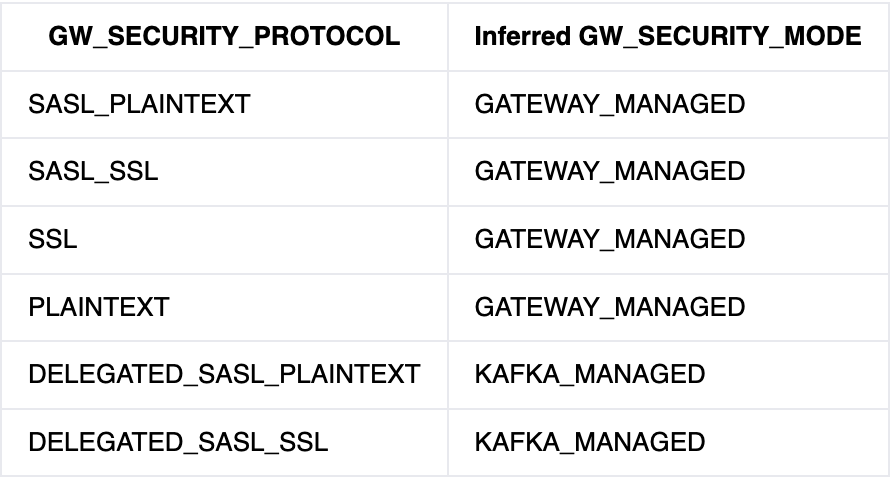 GW_SECURITY_PROTOCOL Inferred GW_SECURITY_MODE
SASL_PLAINTEXT GATEWAY_MANAGED
SASL_SSL GATEWAY_MANAGED
SSL GATEWAY_MANAGED
PLAINTEXT GATEWAY_MANAGED
DELEGATED_SASL_PLAINTEXT KAFKA_MANAGED
DELEGATED_SASL_SSL KAFKA_MANAGED